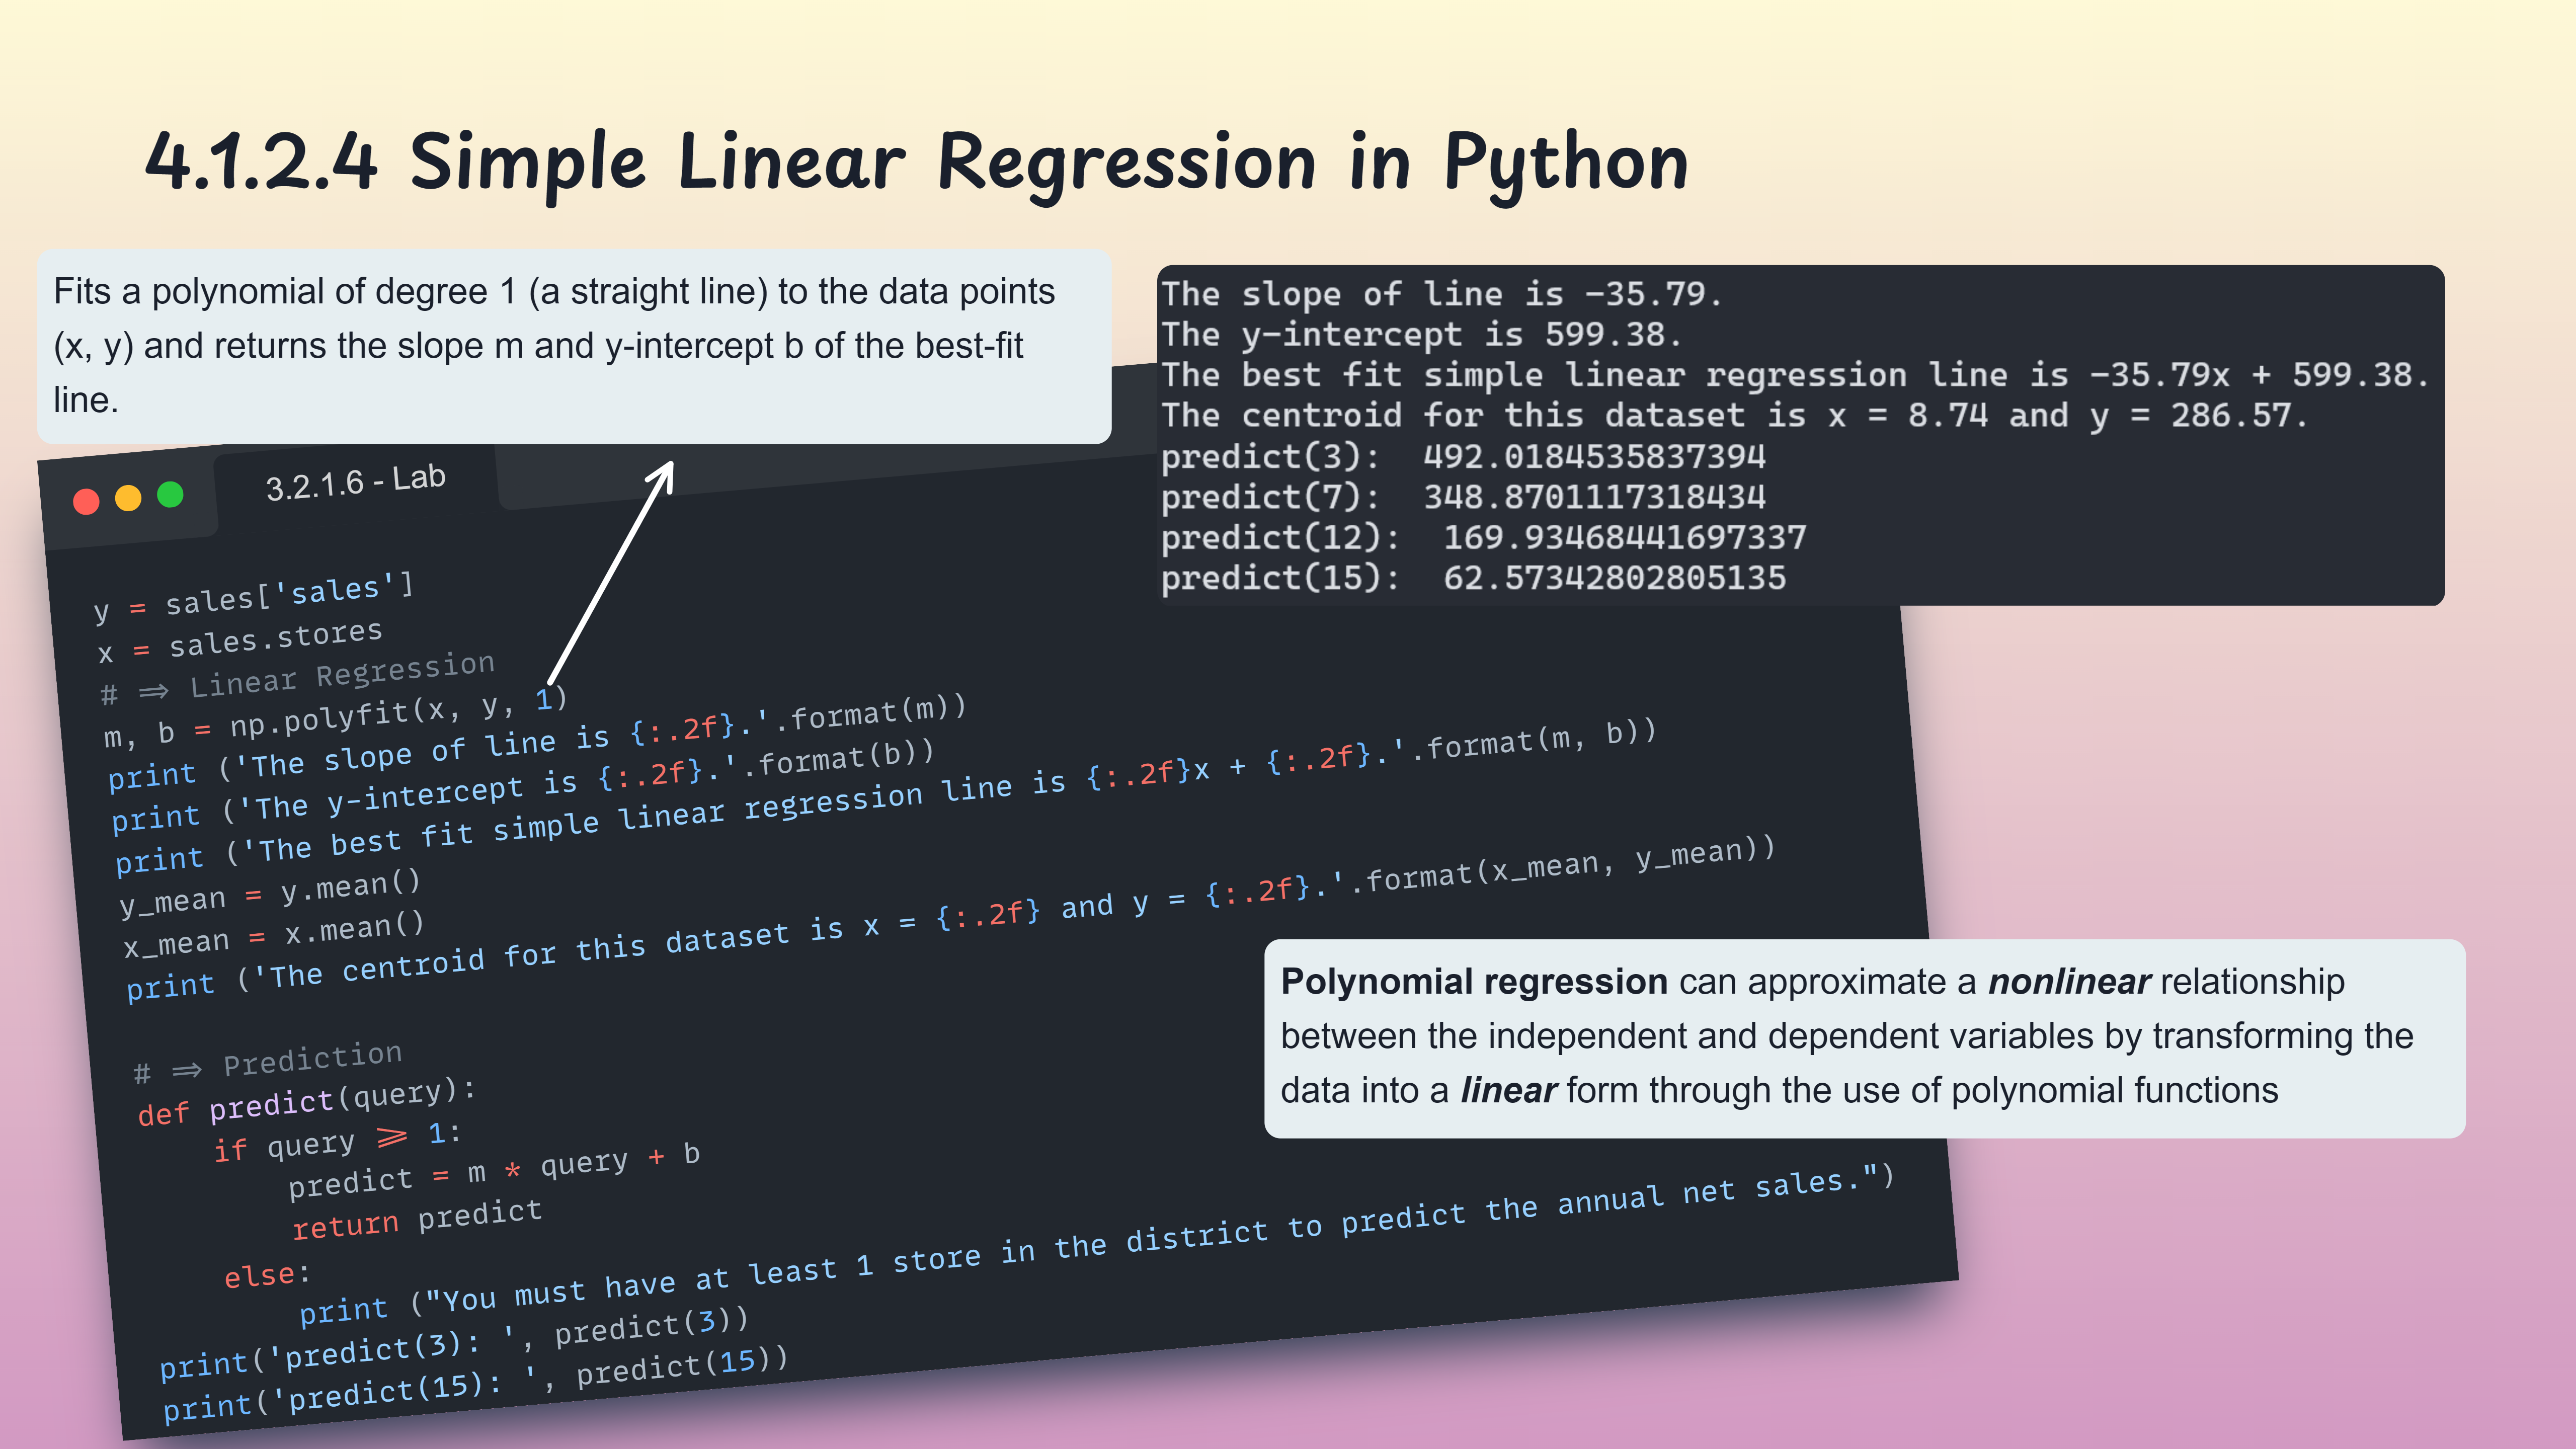 4.1.2.4 Simple Linear Regression in Python
Fits a polynomial of degree 1 (a straight line) to the data points
(x, y) and returns the slope m and y-intercept b of the best-fit
line.
The slope of line is -35.79.
The y-intercept is 599.38.
The best fit simple linear regression line is -35.79x + 599.38.
The centroid for this dataset is x = 8.74 and y = 286.57.
predict(3):  492.0184535837394
predict(7):  348.8701117318434
predict(12):  169.93468441697337
predict(15):  62.57342802805135
3.2.1.6 - Lab
y = sales['sales']
x = sales.stores
# ⇒ Linear Regression
m, b = np.polyfit(x, y, 1)
print ('The slope of line is {:.2f}.'.format(m))
print ('The y-intercept is {:.2f}.'.format(b))
print ('The best fit simple linear regression line is {:.2f}x + {:.2f}.'.format(m, b))
y_mean = y.mean()
x_mean = x.mean()
print ('The centroid for this dataset is x = {:.2f} and y = {:.2f}.'.format(x_mean, y_mean))
# ⇒ Prediction
def predict(query):
    if query ⩾ 1:
        predict = m * query + b
        return predict
    else:
        print ("You must have at least 1 store in the district to predict the annual net sales.")
print('predict(3): ', predict(3))
print('predict(15): ', predict(15))
Polynomial regression can approximate a nonlinear relationship
between the independent and dependent variables by transforming the
data into a linear form through the use of polynomial functions